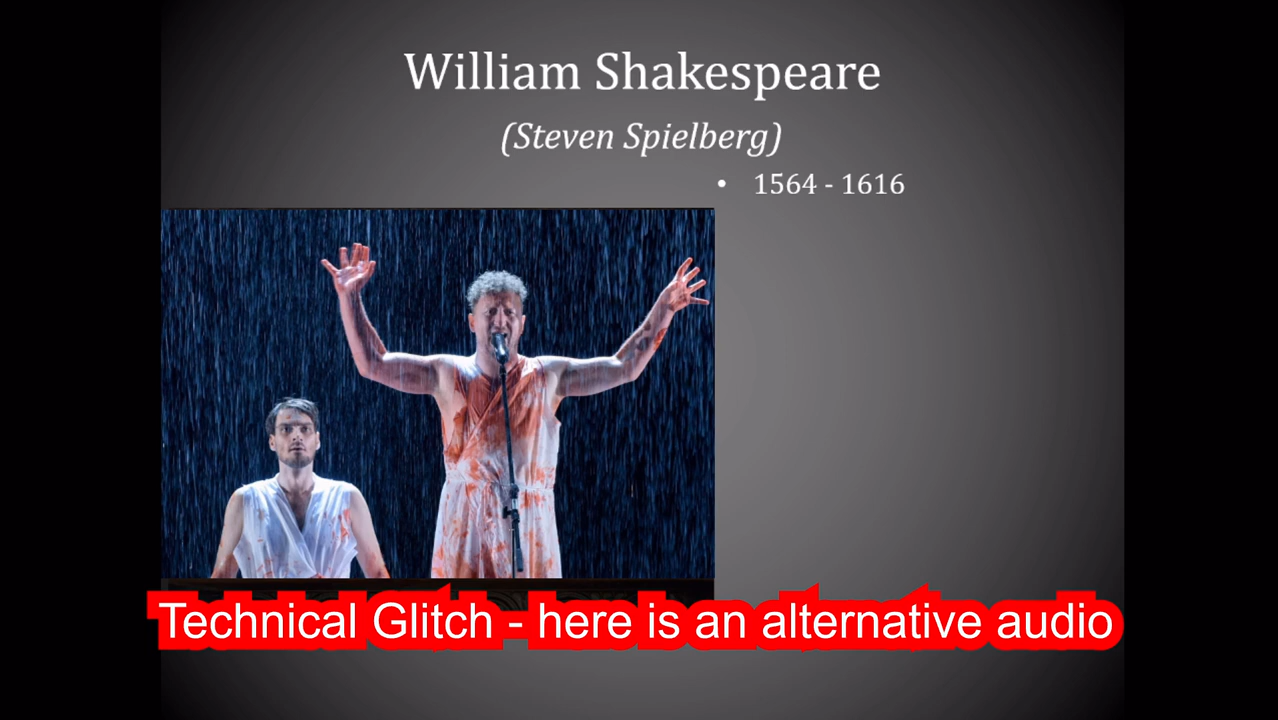 William Shakespeare
(Steven Spielberg)
• 1564 - 1616
Technical Glitch - here is an alternative audio